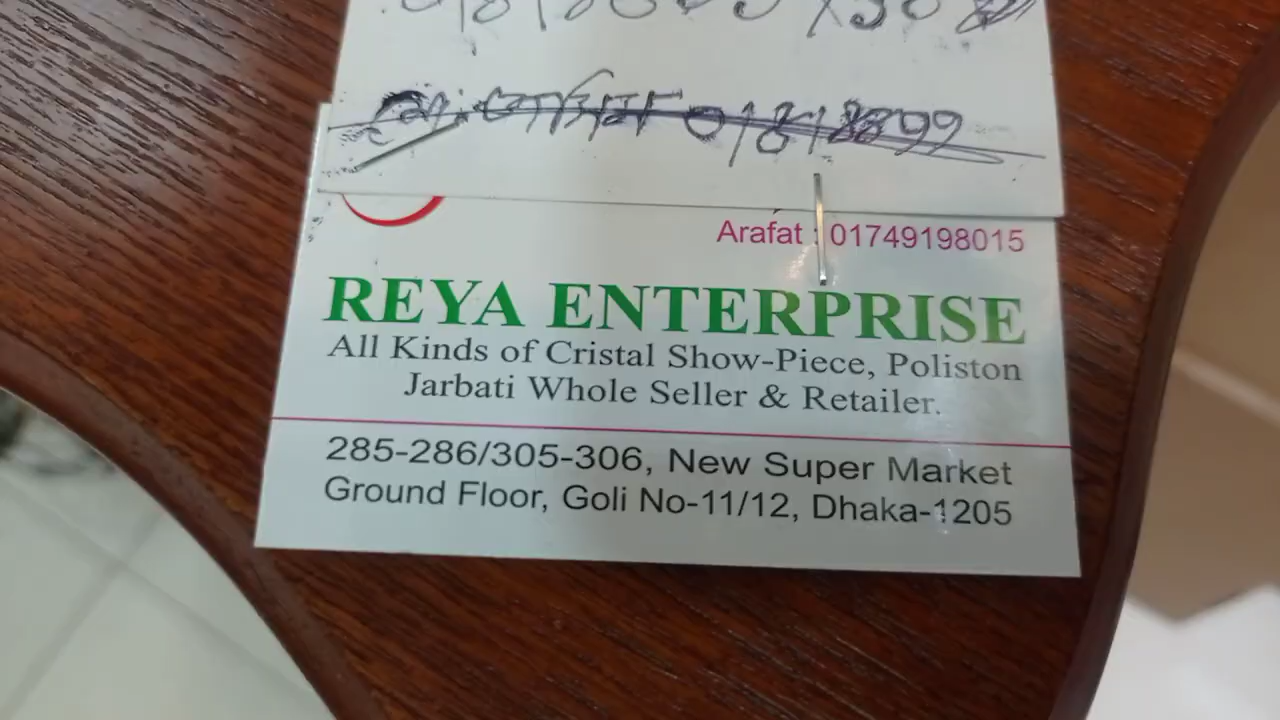 Arafat : 01749198015
REYA ENTERPRISE
All Kinds of Cristal Show-Piece, Poliston
Jarbati Whole Seller & Retailer.
285-286/305-306, New Super Market
Ground Floor, Goli No-11/12, Dhaka-1205